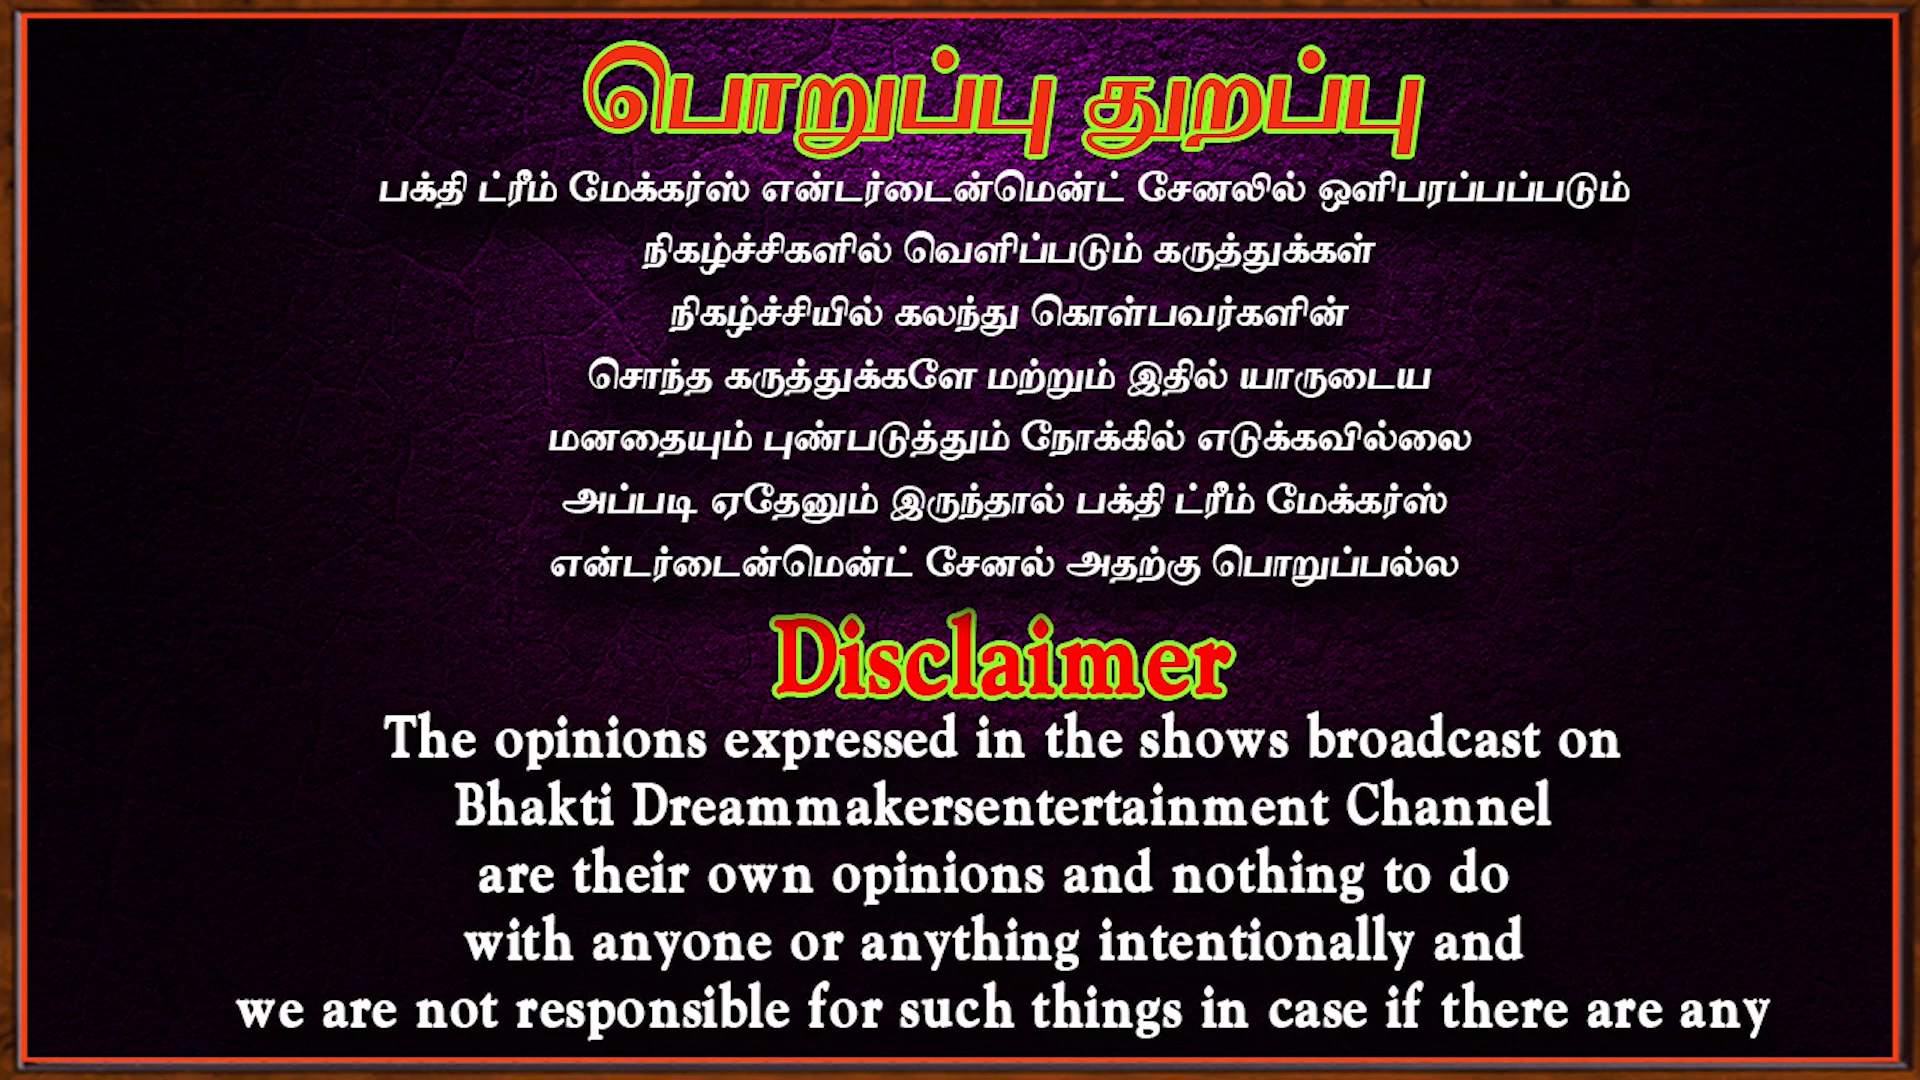 பொறுப்பு துறப்பு
பக்தி ட்ரீம் மேக்கர்ஸ் என்டர்டைன்மென்ட் சேனலில் ஒளிபரப்பப்படும்
நிகழ்ச்சிகளில் வெளிப்படும் கருத்துக்கள்
நிகழ்ச்சியில் கலந்து கொள்பவர்களின்
சொந்த கருத்துக்களே மற்றும் இதில் யாருடைய
மனதையும் புண்படுத்தும் நோக்கில் எடுக்கவில்லை
அப்படி ஏதேனும் இருந்தால் பக்தி ட்ரீம் மேக்கர்ஸ்
என்டர்டைன்மென்ட் சேனல் அதற்கு பொறுப்பல்ல
Disclaimer
The opinions expressed in the shows broadcast on
Bhakti Dreammakersentertainment Channel
are their own opinions and nothing to do
with anyone or anything intentionally and
we are not responsible for such things in case if there are any